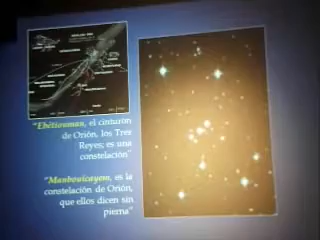 "Ebétiouman, el cinturón
de Orión, los Tres
Reyes; es una
constelación"
"Manbouicayem, es la
constelación de Orión,
que ellos dicen sin
pierna"